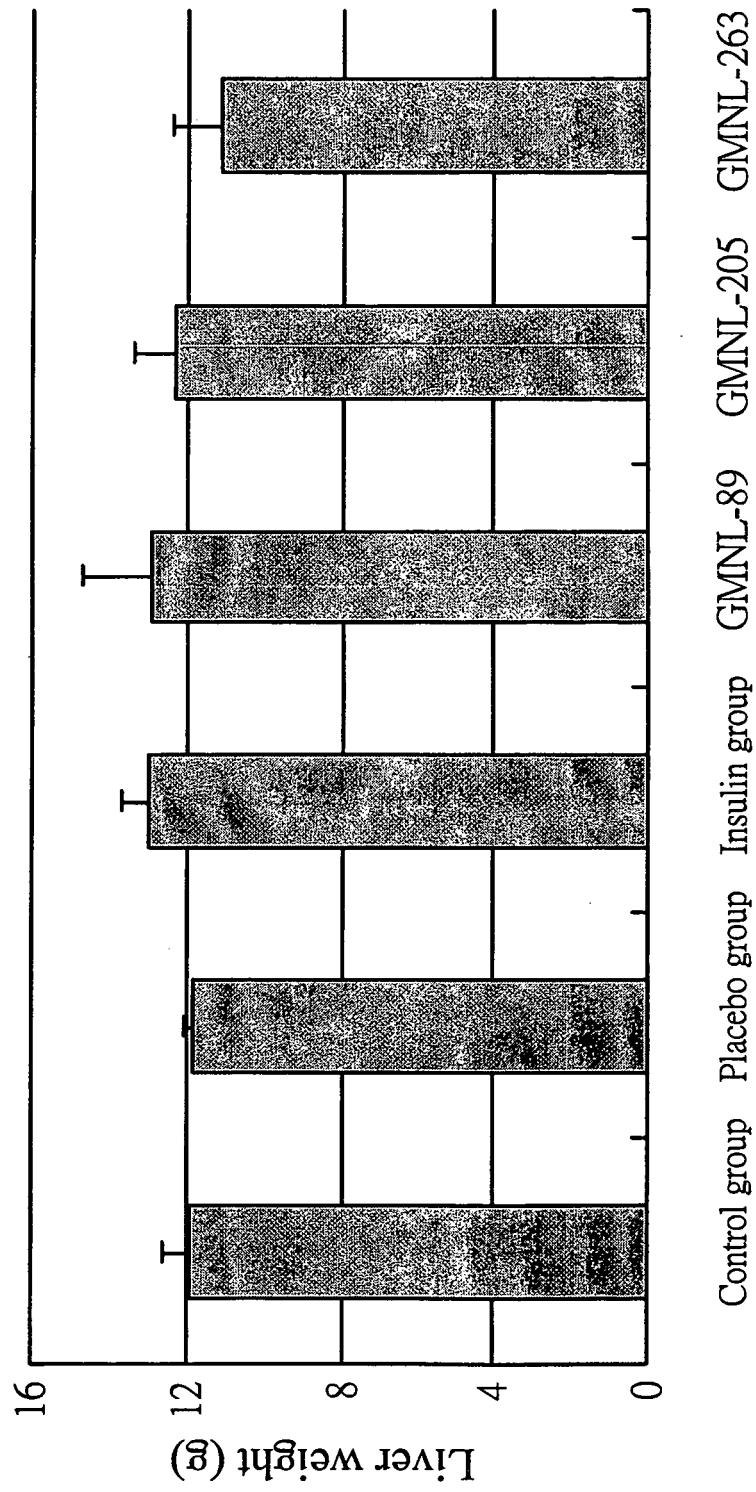 Liver weight (g)
16
12
8
4
0
Control group Placebo group Insulin group GMNL-89 GMNL-205 GMNL-263